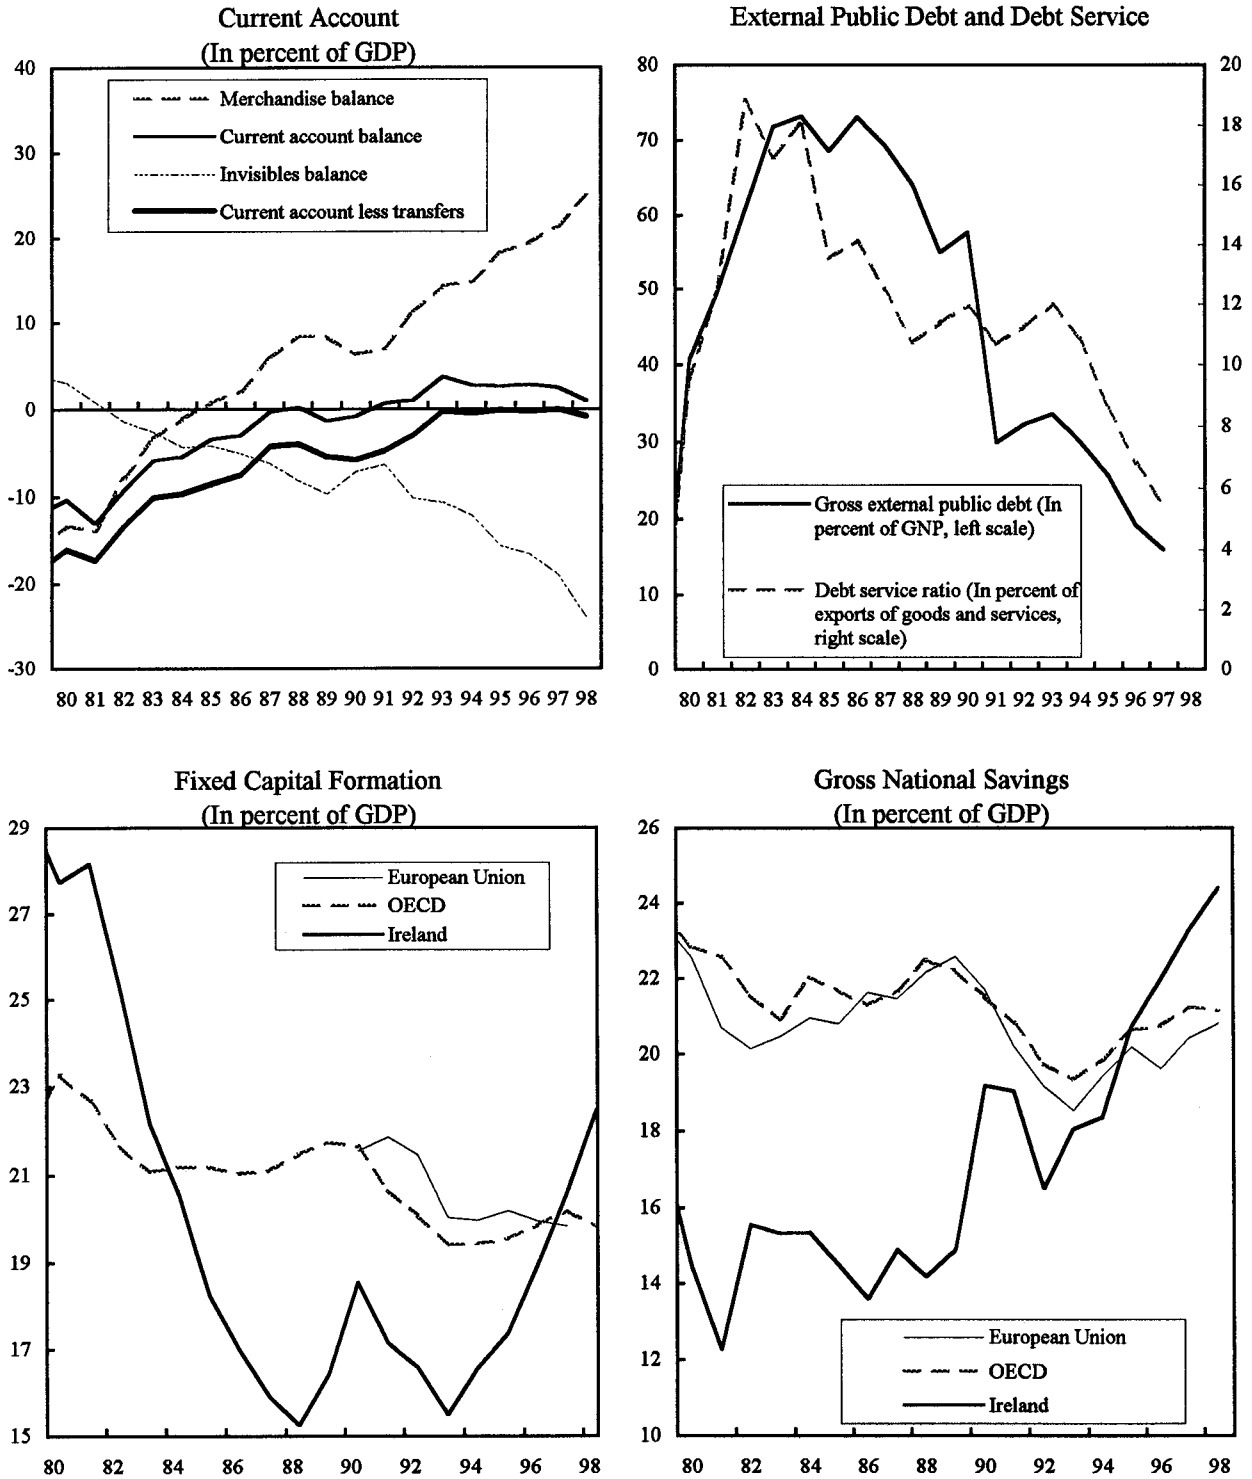 Current Account
(In percent of GDP)
40
30
20
10
0
-10
-20
-30
Merchandise balance
Current account balance
Invisibles balance
Current account less transfers
80 81 82 83 84 85 86 87 88 89 90 91 92 93 94 95 96 97 98
External Public Debt and Debt Service
80
70
60
50
40
30
20
10
0
20
18
16
14
12
10
8
6
4
2
0
Gross external public debt (In
percent of GNP, left scale)
Debt service ratio (In percent of
exports of goods and services,
right scale)
80 81 82 83 84 85 86 87 88 89 90 91 92 93 94 95 96 97 98
Fixed Capital Formation
(In percent of GDP)
29
27
25
23
21
19
17
15
European Union
OECD
Ireland
80 82 84 86 88 90 92 94 96 98
Gross National Savings
(In percent of GDP)
26
24
22
20
18
16
14
12
10
European Union
OECD
Ireland
80 82 84 86 88 90 92 94 96 98